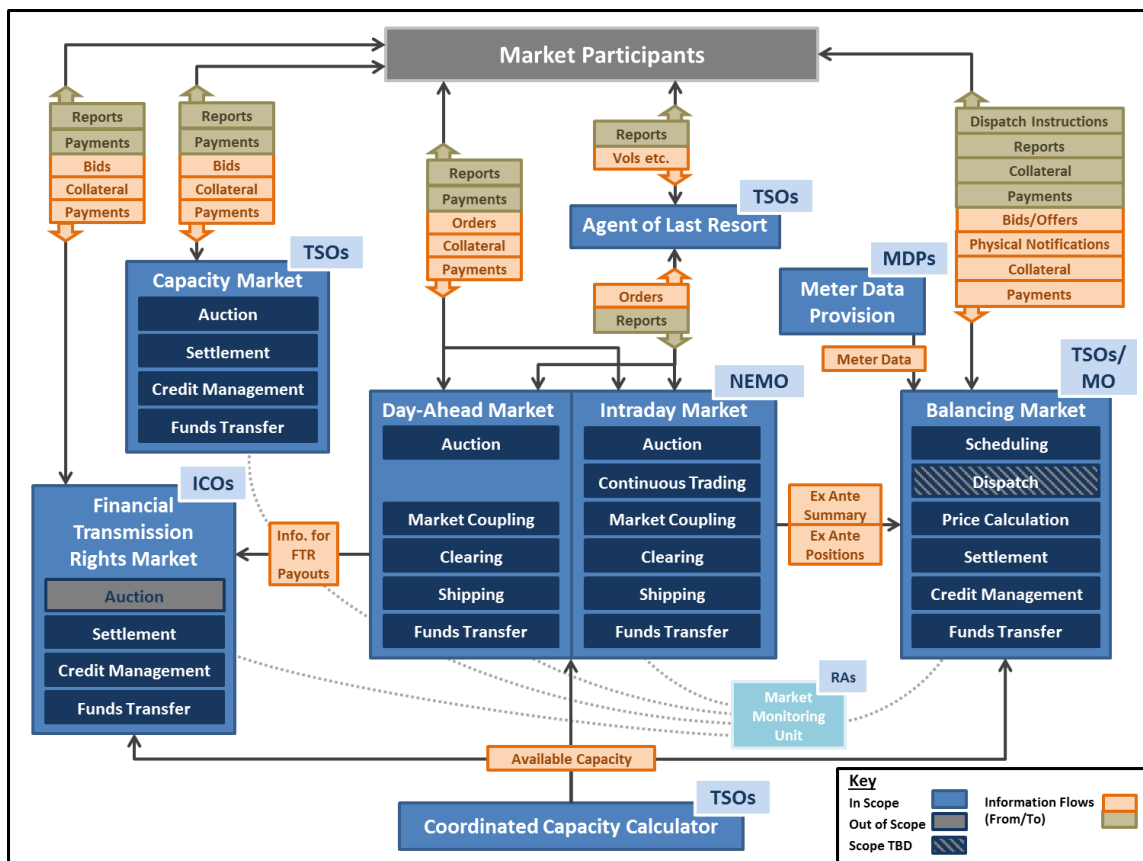 Market Participants
Reports
Payments
Bids
Collateral
Payments
Reports
Payments
Bids
Collateral
Payments
Reports
Payments
Orders
Collateral
Payments
Reports
Vols etc.
Dispatch Instructions
Reports
Collateral
Payments
Bids/Offers
Physical Notifications
Collateral
Payments
TSOs
Agent of Last Resort
Orders
Reports
TSOs
Capacity Market
Auction
Settlement
Credit Management
Funds Transfer
MDPs
Meter Data
Provision
Meter Data
NEMO
Day-Ahead Market
Auction
Market Coupling
Clearing
Shipping
Funds Transfer
Intraday Market
Auction
Continuous Trading
Market Coupling
Clearing
Shipping
Funds Transfer
Ex Ante
Summary
Ex Ante
Positions
TSOs/
MO
Balancing Market
Scheduling
Dispatch
Price Calculation
Settlement
Credit Management
Funds Transfer
ICOs
Financial
Transmission
Rights Market
Auction
Settlement
Credit Management
Funds Transfer
Info. for
FTR
Payouts
RAs
Market
Monitoring
Unit
Available Capacity
TSOs
Coordinated Capacity Calculator
Key
In Scope
Out of Scope
Scope TBD
Information Flows
(From/To)